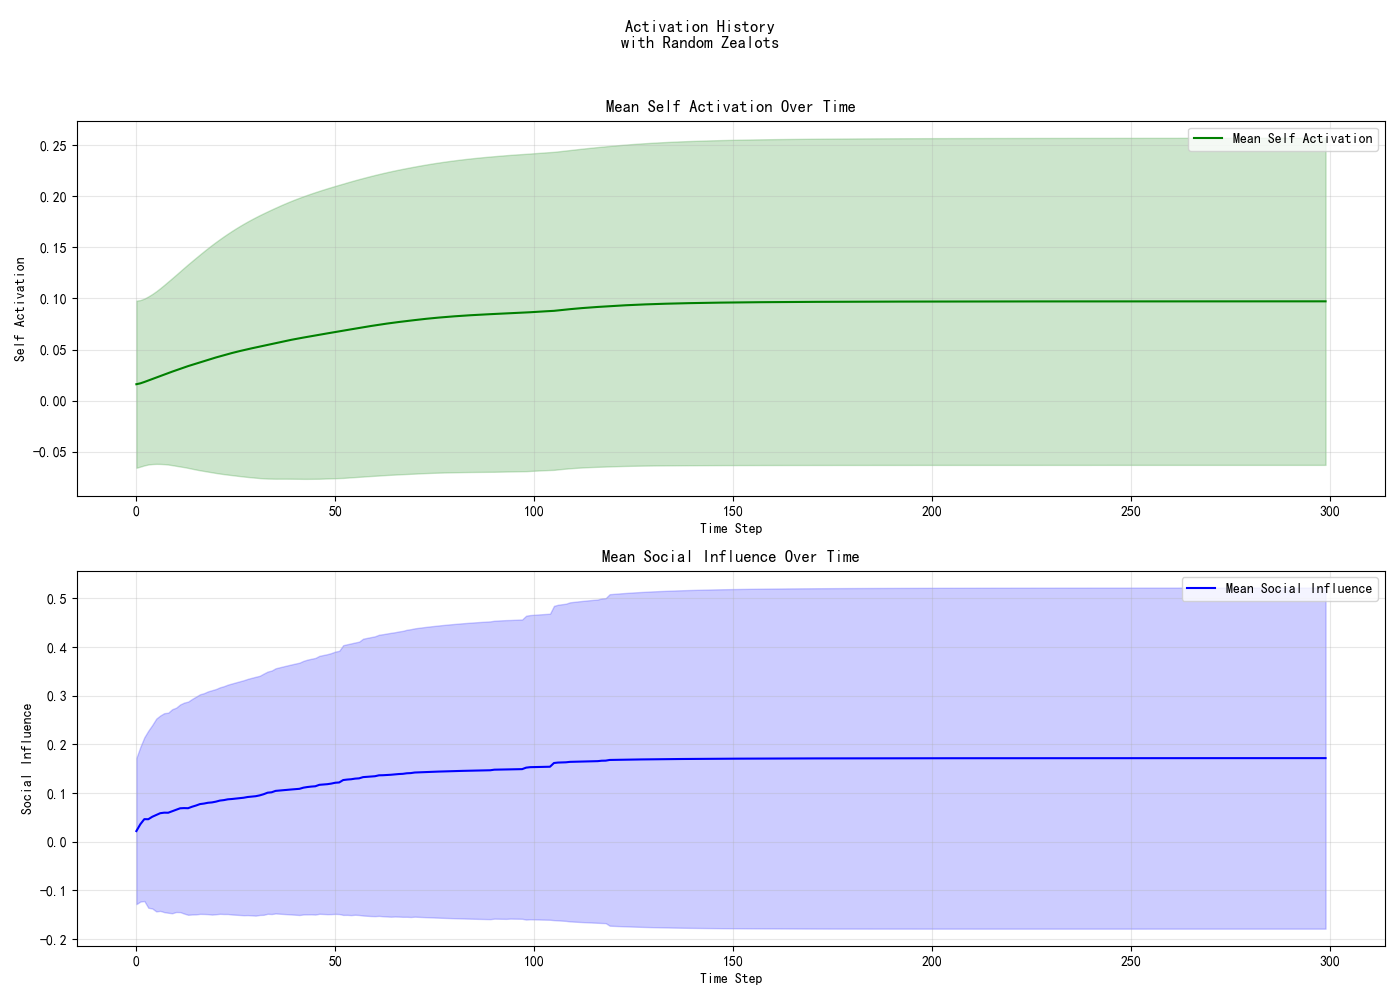 Activation History
with Random Zealots
Mean Self Activation Over Time
Mean Self Activation
Self Activation
0.25
0.20
0.15
0.10
0.05
0.00
-0.05
0 50 100 150 200 250 300
Time Step
Mean Social Influence Over Time
Mean Social Influence
Social Influence
0.5
0.4
0.3
0.2
0.1
0.0
-0.1
-0.2
0 50 100 150 200 250 300
Time Step